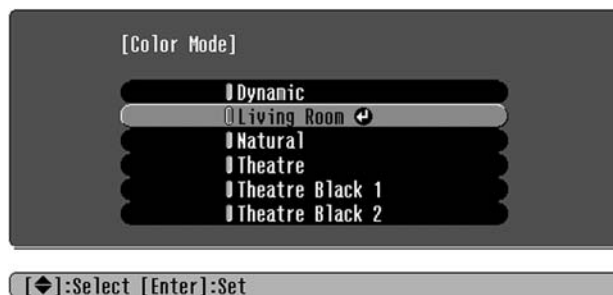 [Color Mode]
Dynamic
Living Room
Natural
Theatre
Theatre Black 1
Theatre Black 2
[◆]:Select [Enter]:Set